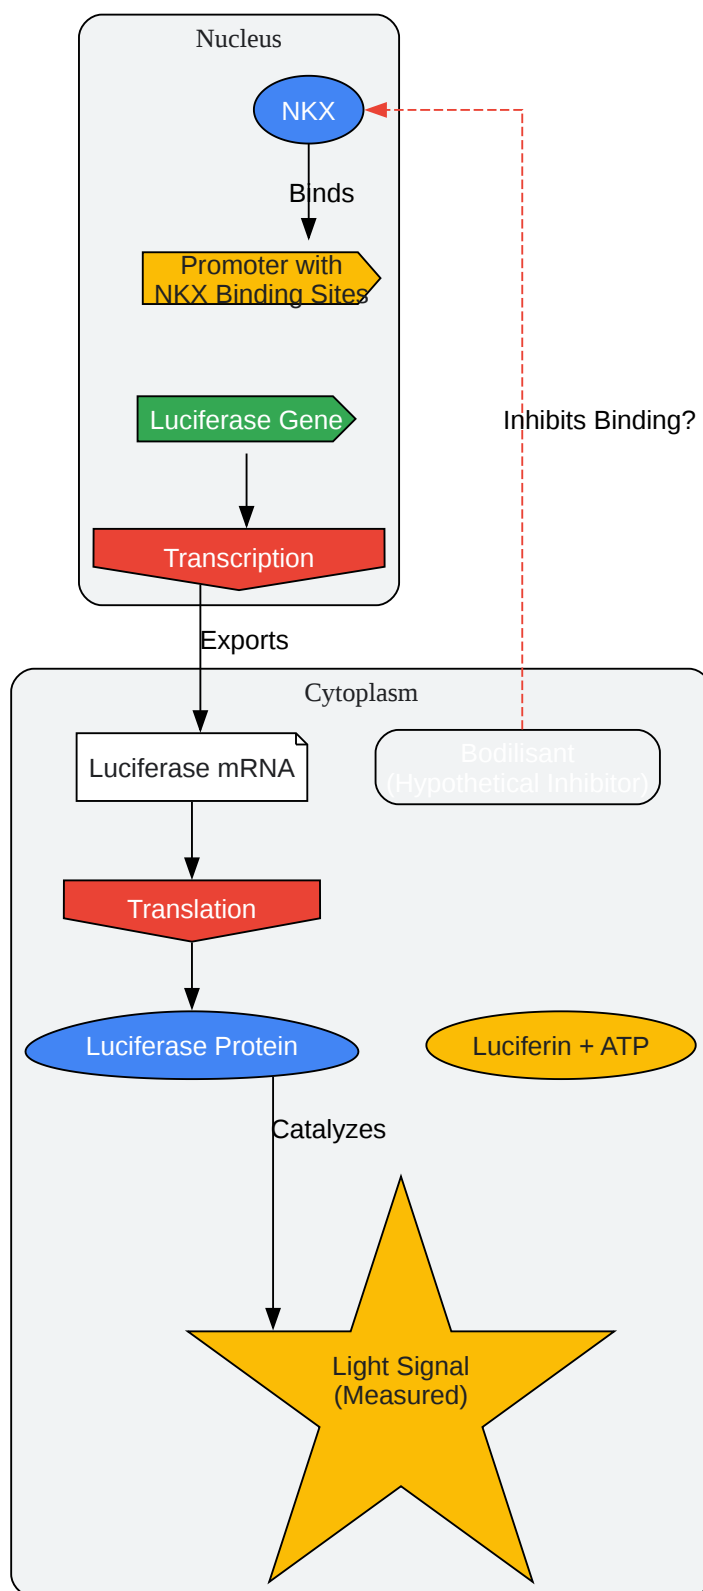 Nucleus
NKX
Binds
Promoter with
NKX Binding Sites
Luciferase Gene
Inhibits Binding?
Transcription
Exports
Cytoplasm
Luciferase mRNA
Bodilisant
(Hypothetical Inhibitor)
Translation
Luciferase Protein
Luciferin + ATP
Catalyzes
Light Signal
(Measured)